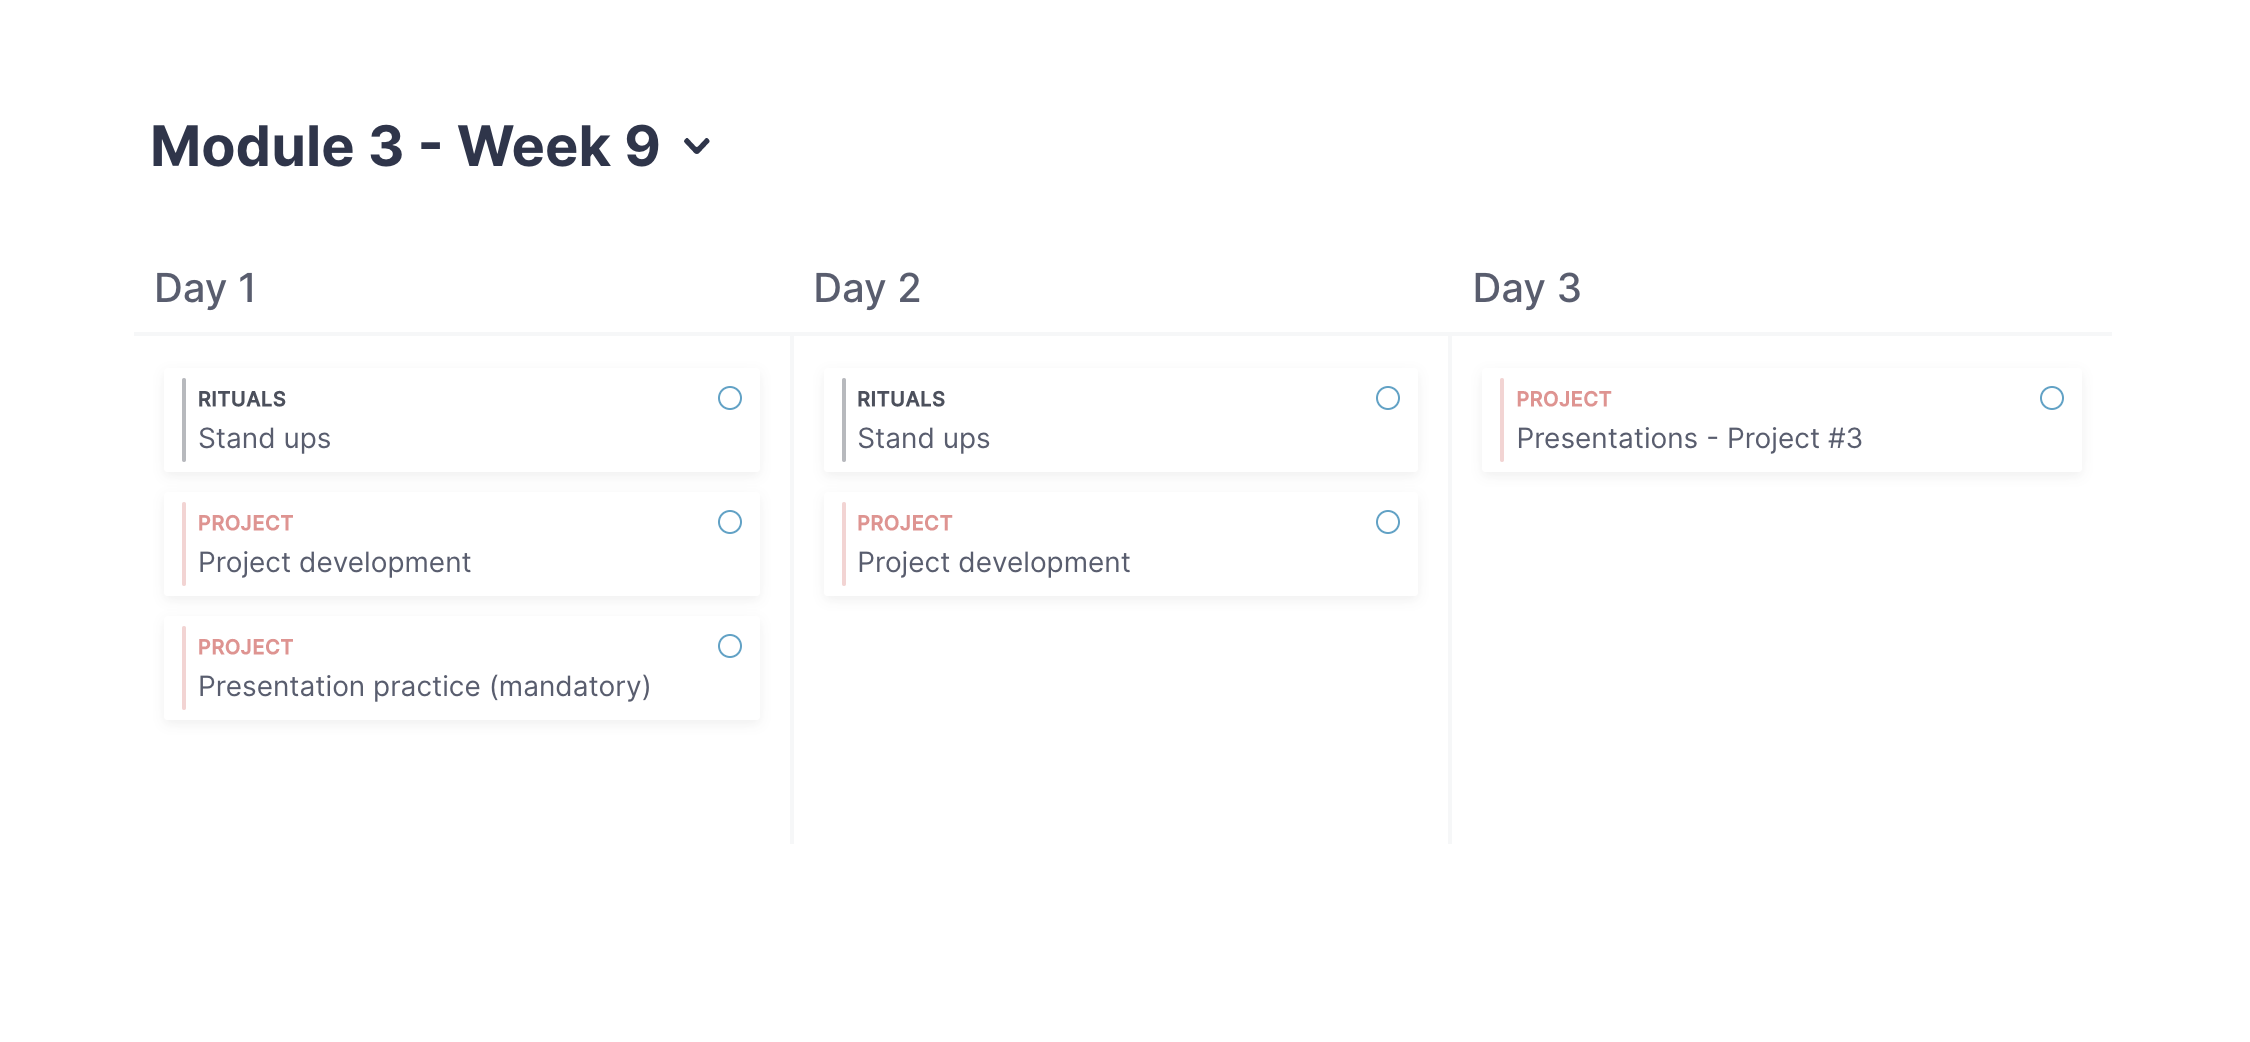 Module 3 - Week 9
Day 1
RITUALS
Stand ups
PROJECT
Project development
PROJECT
Presentation practice (mandatory)
Day 2
RITUALS
Stand ups
PROJECT
Project development
Day 3
PROJECT
Presentations - Project #3